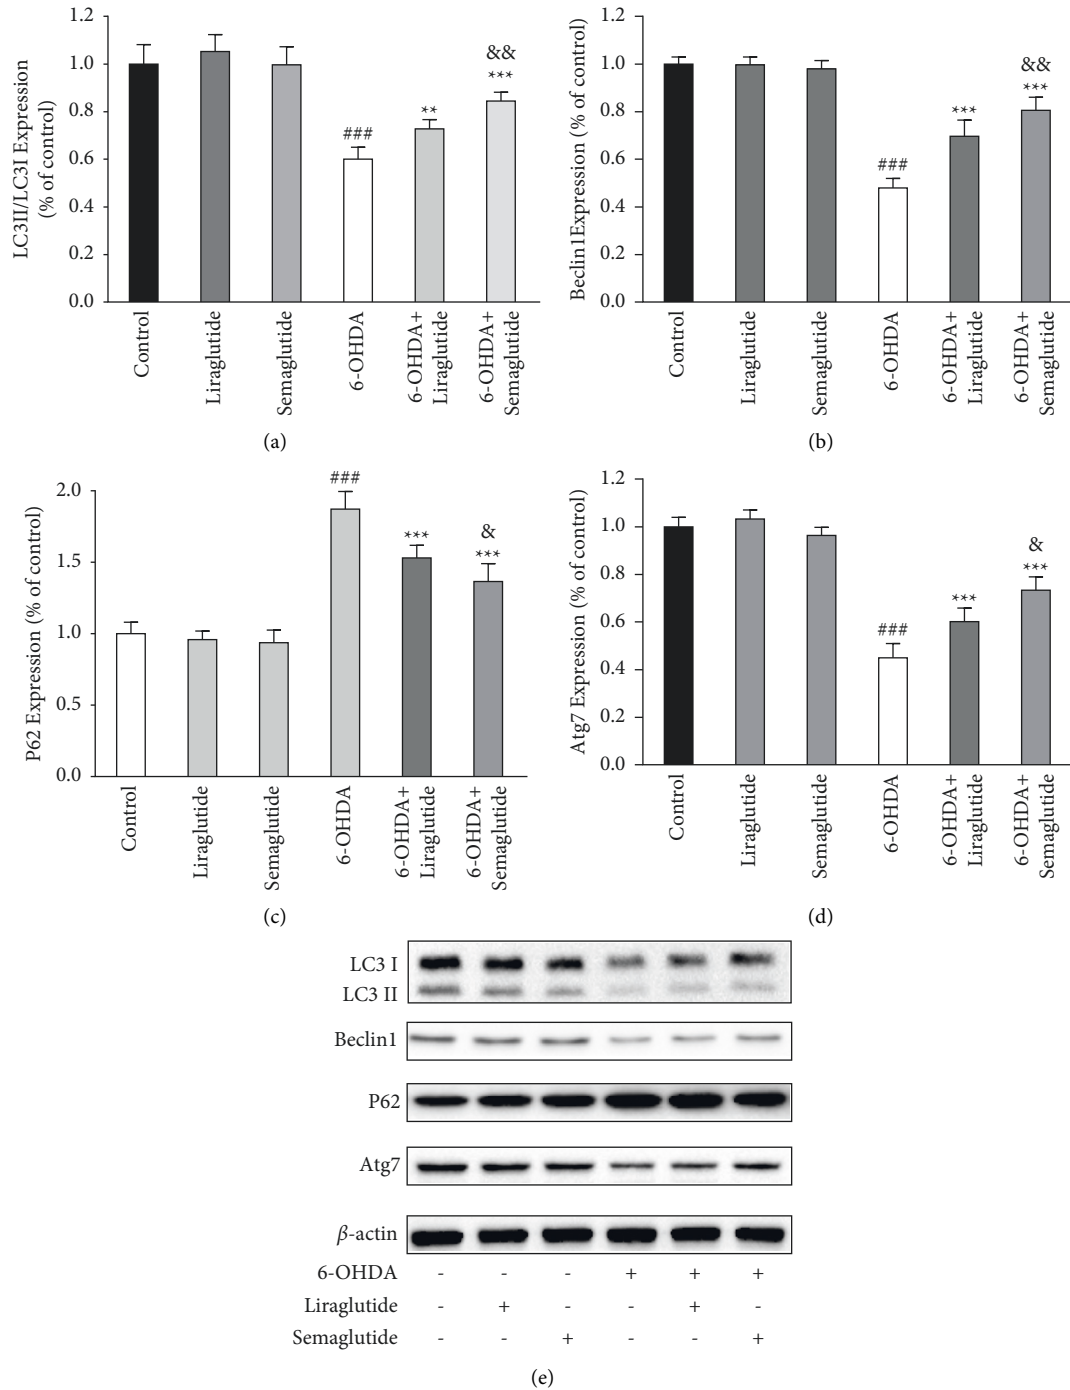 LC3II/LC3I Expression
(% of control)
1.2
1.0
0.8
0.6
0.4
0.2
0.0
###
**
&&
***
Control
Liraglutide
Semaglutide
6-OHDA
6-OHDA+
Liraglutide
6-OHDA+
Semaglutide
(a)
Beclin1Expression (% of control)
1.2
1.0
0.8
0.6
0.4
0.2
0.0
###
***
&&
***
Control
Liraglutide
Semaglutide
6-OHDA
6-OHDA+
Liraglutide
6-OHDA+
Semaglutide
(b)
P62 Expression (% of control)
2.0
1.5
1.0
0.5
0.0
###
***
&
***
Control
Liraglutide
Semaglutide
6-OHDA
6-OHDA+
Liraglutide
6-OHDA+
Semaglutide
(c)
Atg7 Expression (% of control)
1.2
1.0
0.8
0.6
0.4
0.2
0.0
###
***
&
***
Control
Liraglutide
Semaglutide
6-OHDA
6-OHDA+
Liraglutide
6-OHDA+
Semaglutide
(d)
LC3 I
LC3 II
Beclin1
P62
Atg7
β-actin
6-OHDA - - - + + +
Liraglutide - + - - + -
Semaglutide - - + - - +
(e)